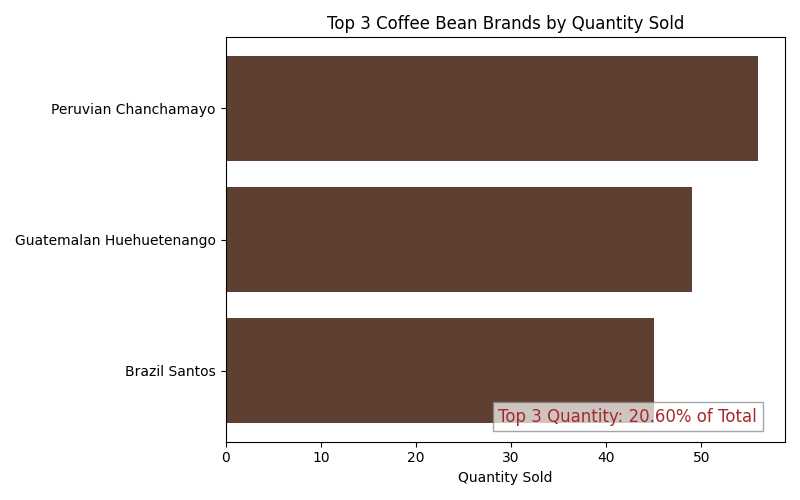 Top 3 Coffee Bean Brands by Quantity Sold
Peruvian Chanchamayo
Guatemalan Huehuetenango
Brazil Santos
Top 3 Quantity: 20.60% of Total
0 10 20 30 40 50
Quantity Sold